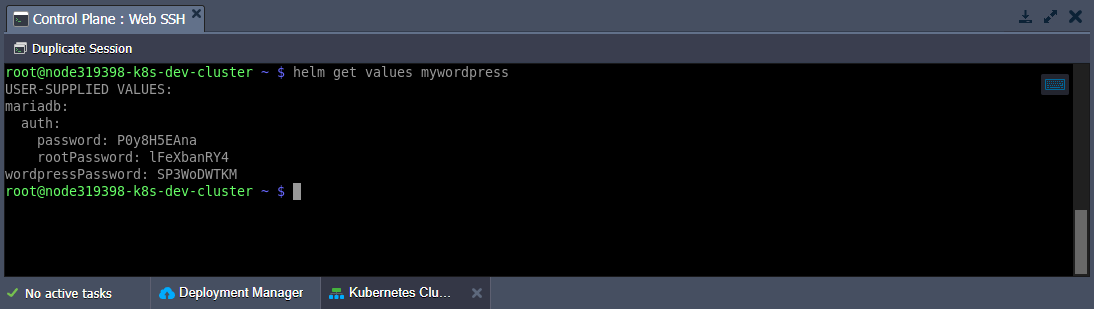 Control Plane : Web SSH
Duplicate Session
root@node319398-k8s-dev-cluster ~ $ helm get values mywordpress
USER-SUPPLIED VALUES:
mariadb:
  auth:
    password: P0y8H5EAna
    rootPassword: lFeXbanRY4
wordpressPassword: SP3WoDWTKM
root@node319398-k8s-dev-cluster ~ $
No active tasks
Deployment Manager
Kubernetes Clu...